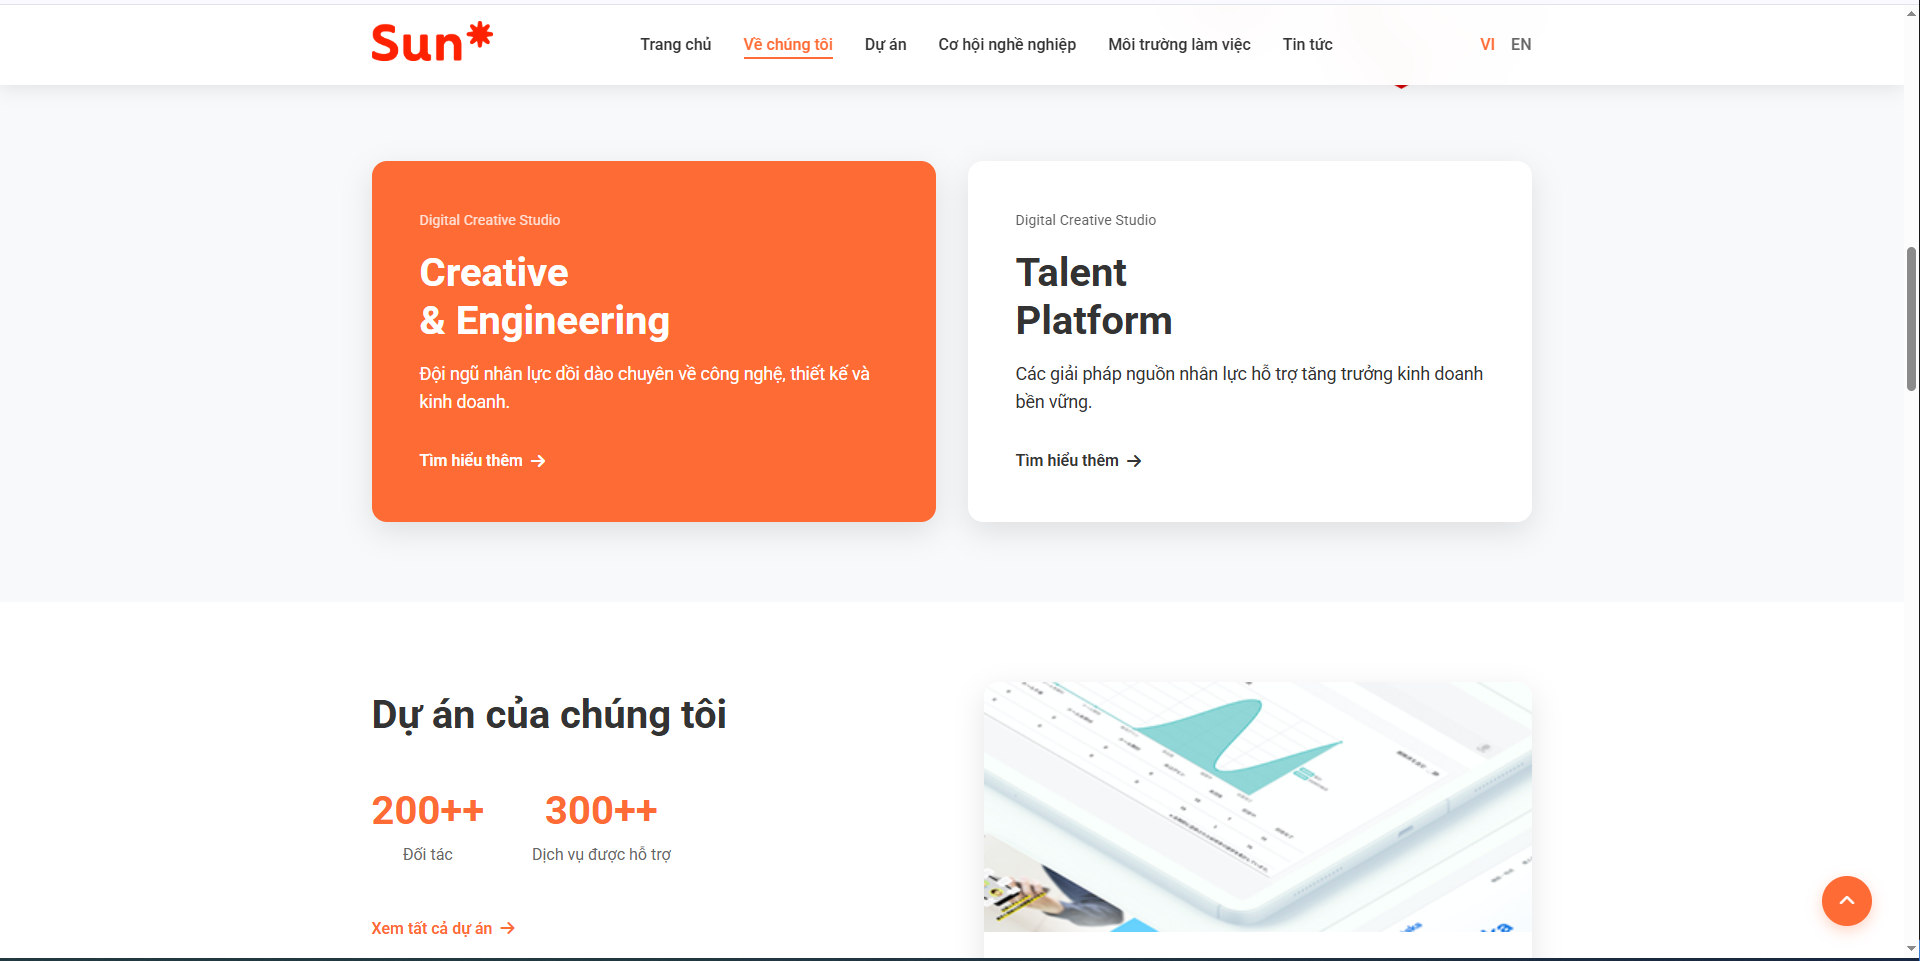 Sun*
Trang chủ
Về chúng tôi
Dự án
Cơ hội nghề nghiệp
Môi trường làm việc
Tin tức
VI
EN
Digital Creative Studio
Creative
& Engineering
Đội ngũ nhân lực dồi dào chuyên về công nghệ, thiết kế và
kinh doanh.
Tìm hiểu thêm →
Digital Creative Studio
Talent
Platform
Các giải pháp nguồn nhân lực hỗ trợ tăng trưởng kinh doanh
bền vững.
Tìm hiểu thêm →
Dự án của chúng tôi
200++
Đối tác
300++
Dịch vụ được hỗ trợ
Xem tất cả dự án →